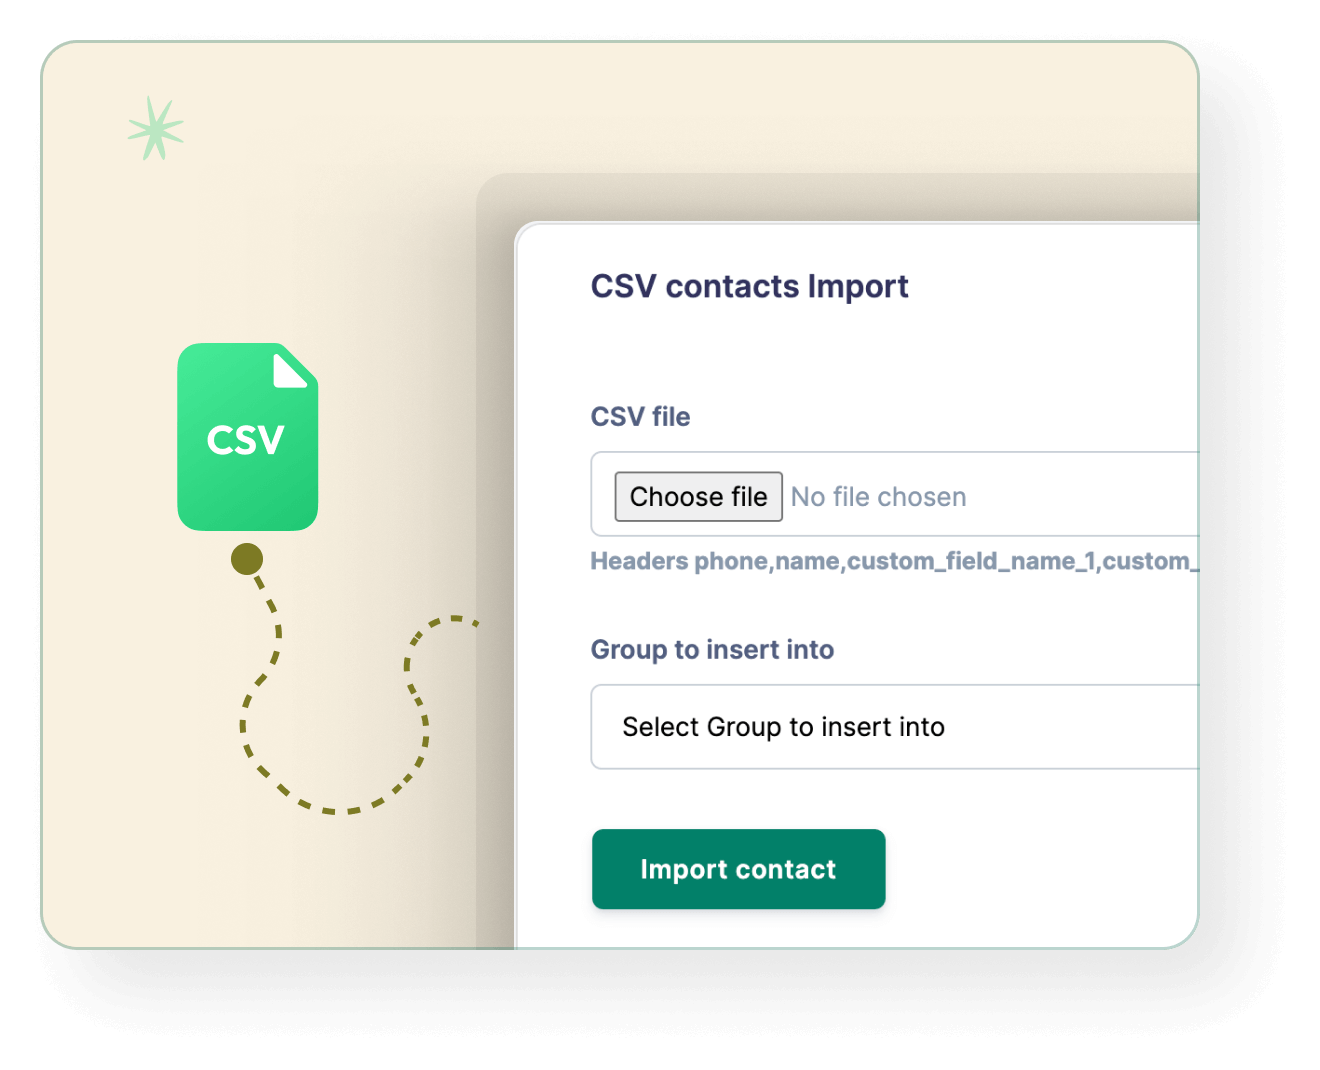 CSV contacts Import
CSV
CSV file
Choose file No file chosen
Headers phone,name,custom_field_name_1,custom_
Group to insert into
Select Group to insert into
Import contact